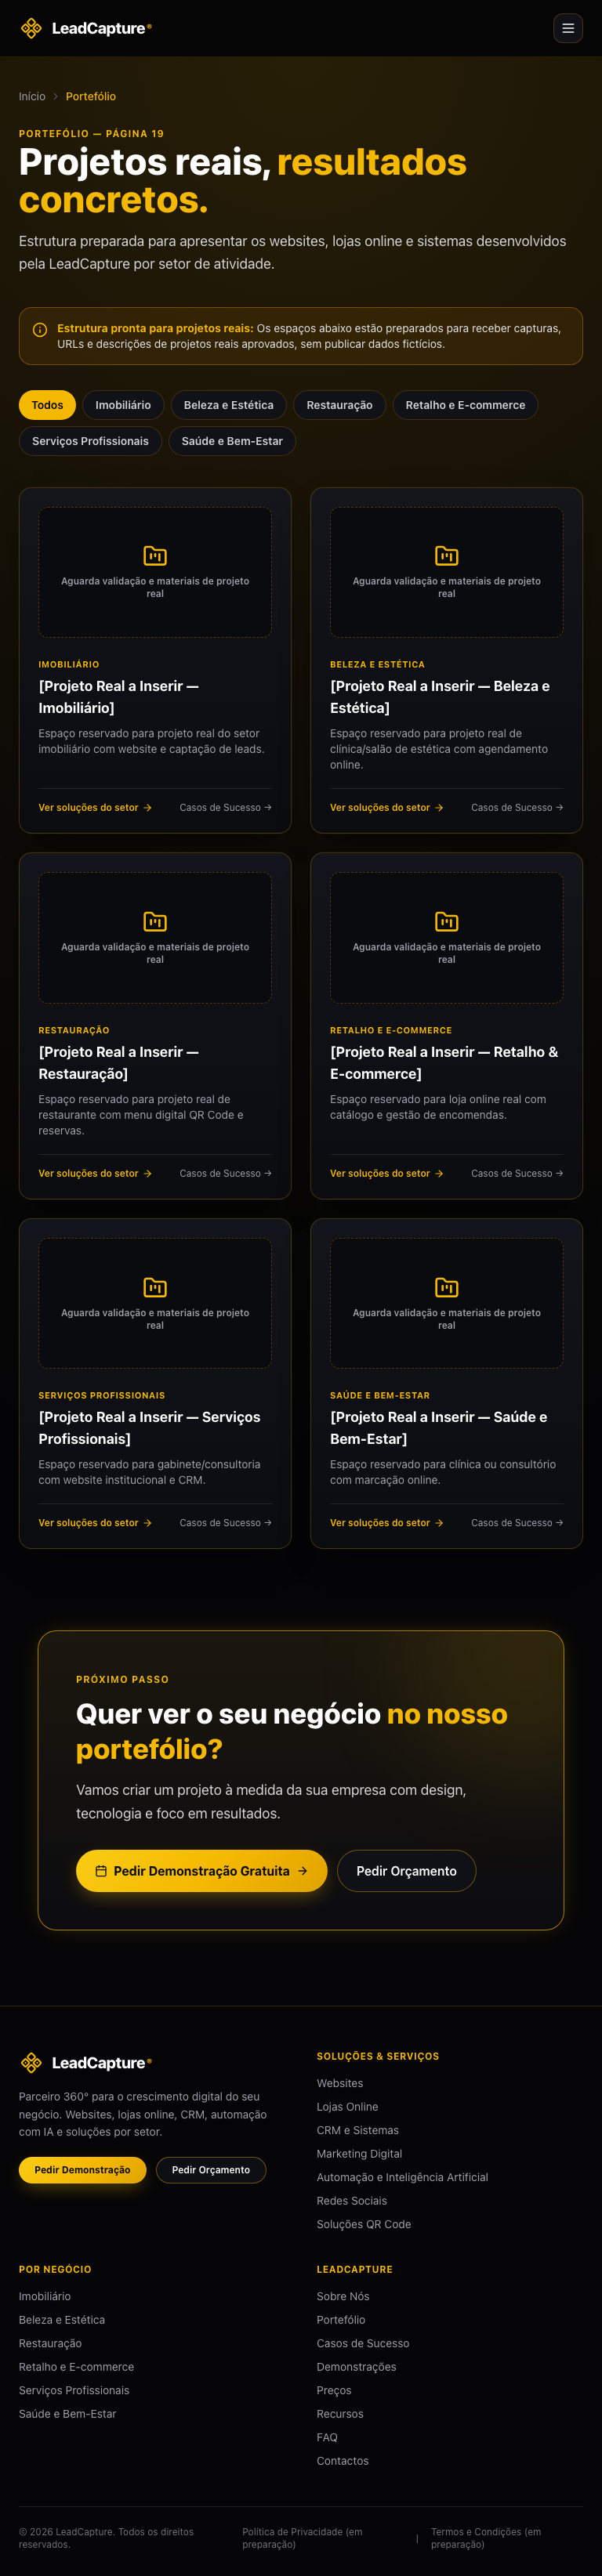 LeadCapture®
Início > Portefólio
PORTEFÓLIO — PÁGINA 19
Projetos reais, resultados
concretos.
Estrutura preparada para apresentar os websites, lojas online e sistemas desenvolvidos
pela LeadCapture por setor de atividade.
Estrutura pronta para projetos reais: Os espaços abaixo estão preparados para receber capturas,
URLs e descrições de projetos reais aprovados, sem publicar dados fictícios.
Todos
Imobiliário
Beleza e Estética
Restauração
Retalho e E-commerce
Serviços Profissionais
Saúde e Bem-Estar
Aguarda validação e materiais de projeto
real
IMOBILIÁRIO
[Projeto Real a Inserir —
Imobiliário]
Espaço reservado para projeto real do setor
imobiliário com website e captação de leads.
Ver soluções do setor →
Casos de Sucesso →
Aguarda validação e materiais de projeto
real
BELEZA E ESTÉTICA
[Projeto Real a Inserir — Beleza e
Estética]
Espaço reservado para projeto real de
clínica/salão de estética com agendamento
online.
Ver soluções do setor →
Casos de Sucesso →
Aguarda validação e materiais de projeto
real
RESTAURAÇÃO
[Projeto Real a Inserir —
Restauração]
Espaço reservado para projeto real de
restaurante com menu digital QR Code e
reservas.
Ver soluções do setor →
Casos de Sucesso →
Aguarda validação e materiais de projeto
real
RETALHO E E-COMMERCE
[Projeto Real a Inserir — Retalho &
E-commerce]
Espaço reservado para loja online real com
catálogo e gestão de encomendas.
Ver soluções do setor →
Casos de Sucesso →
Aguarda validação e materiais de projeto
real
SERVIÇOS PROFISSIONAIS
[Projeto Real a Inserir — Serviços
Profissionais]
Espaço reservado para gabinete/consultoria
com website institucional e CRM.
Ver soluções do setor →
Casos de Sucesso →
Aguarda validação e materiais de projeto
real
SAÚDE E BEM-ESTAR
[Projeto Real a Inserir — Saúde e
Bem-Estar]
Espaço reservado para clínica ou consultório
com marcação online.
Ver soluções do setor →
Casos de Sucesso →
PRÓXIMO PASSO
Quer ver o seu negócio no nosso
portefólio?
Vamos criar um projeto à medida da sua empresa com design,
tecnologia e foco em resultados.
Pedir Demonstração Gratuita →
Pedir Orçamento
LeadCapture®
Parceiro 360° para o crescimento digital do seu
negócio. Websites, lojas online, CRM, automação
com IA e soluções por setor.
Pedir Demonstração
Pedir Orçamento
SOLUÇÕES & SERVIÇOS
Websites
Lojas Online
CRM e Sistemas
Marketing Digital
Automação e Inteligência Artificial
Redes Sociais
Soluções QR Code
POR NEGÓCIO
Imobiliário
Beleza e Estética
Restauração
Retalho e E-commerce
Serviços Profissionais
Saúde e Bem-Estar
LEADCAPTURE
Sobre Nós
Portefólio
Casos de Sucesso
Demonstrações
Preços
Recursos
FAQ
Contactos
© 2026 LeadCapture. Todos os direitos
reservados.
Política de Privacidade (em
preparação)
|
Termos e Condições (em
preparação)